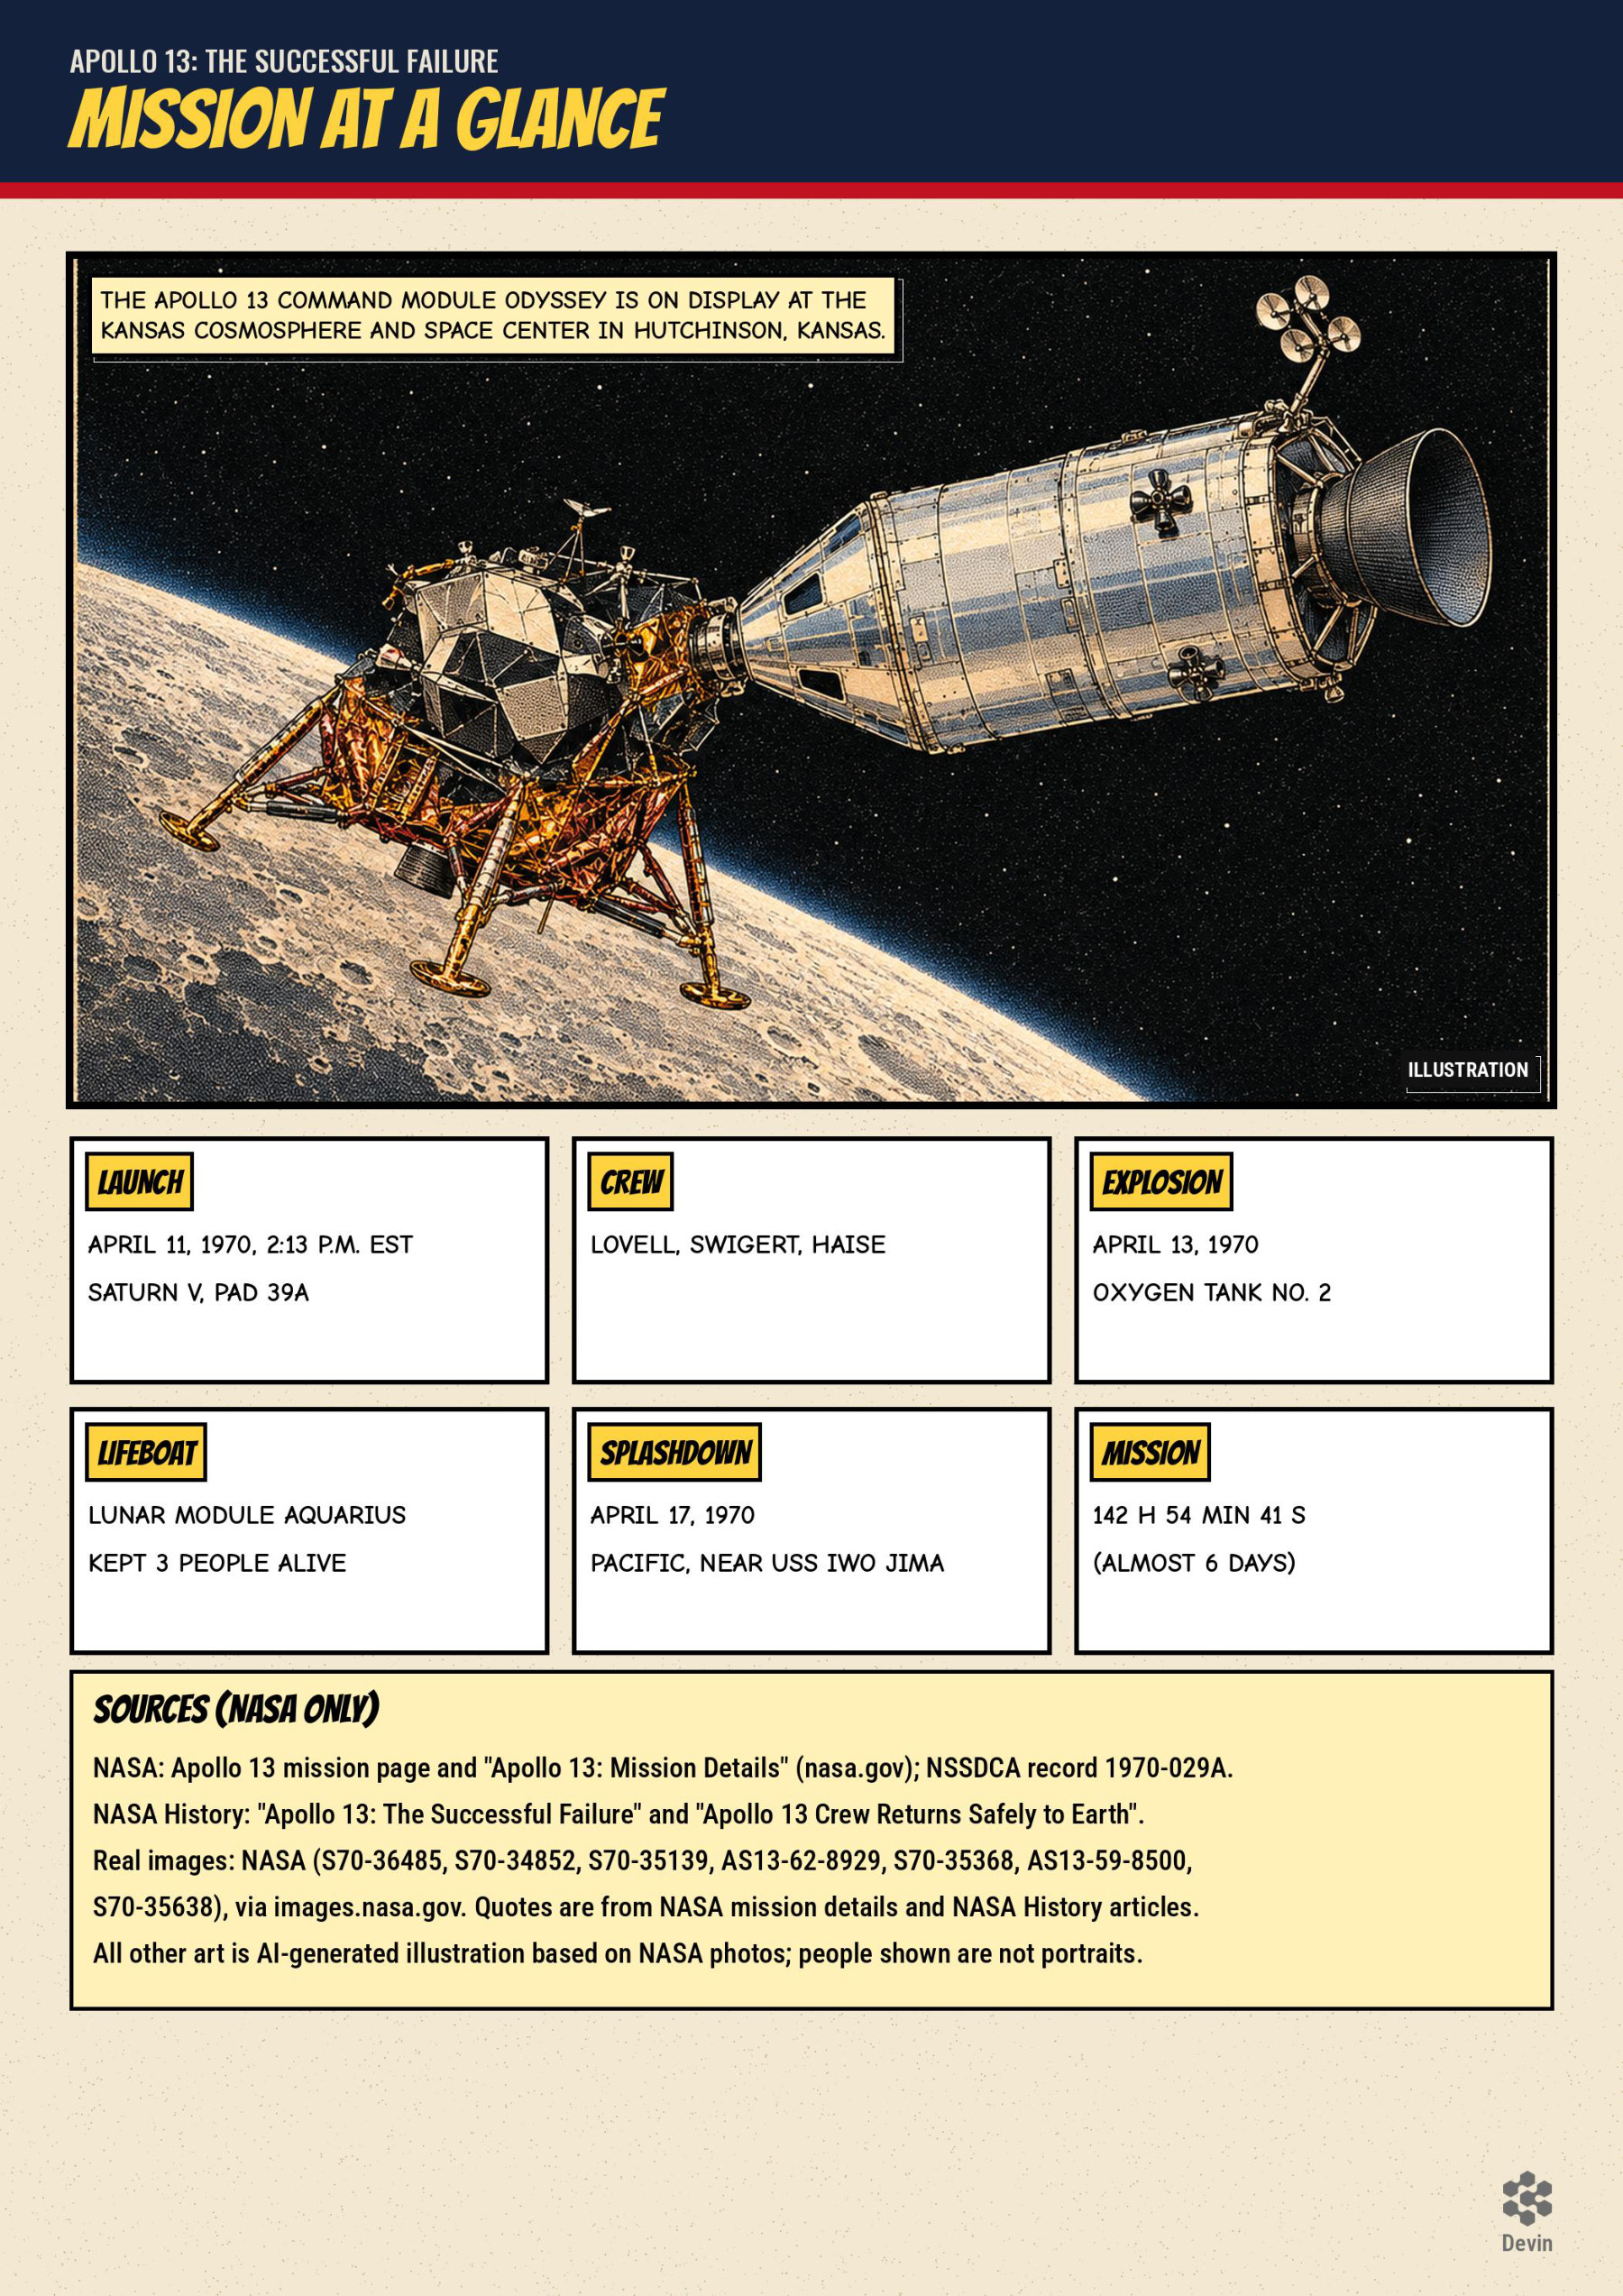 APOLLO 13: THE SUCCESSFUL FAILURE
MISSION AT A GLANCE
THE APOLLO 13 COMMAND MODULE ODYSSEY IS ON DISPLAY AT THE
KANSAS COSMOSPHERE AND SPACE CENTER IN HUTCHINSON, KANSAS.
ILLUSTRATION
LAUNCH
APRIL 11, 1970, 2:13 P.M. EST
SATURN V, PAD 39A
CREW
LOVELL, SWIGERT, HAISE
EXPLOSION
APRIL 13, 1970
OXYGEN TANK NO. 2
LIFEBOAT
LUNAR MODULE AQUARIUS
KEPT 3 PEOPLE ALIVE
SPLASHDOWN
APRIL 17, 1970
PACIFIC, NEAR USS IWO JIMA
MISSION
142 H 54 MIN 41 S
(ALMOST 6 DAYS)
SOURCES (NASA ONLY)
NASA: Apollo 13 mission page and "Apollo 13: Mission Details" (nasa.gov); NSSDCA record 1970-029A.
NASA History: "Apollo 13: The Successful Failure" and "Apollo 13 Crew Returns Safely to Earth".
Real images: NASA (S70-36485, S70-34852, S70-35139, AS13-62-8929, S70-35368, AS13-59-8500,
S70-35638), via images.nasa.gov. Quotes are from NASA mission details and NASA History articles.
All other art is AI-generated illustration based on NASA photos; people shown are not portraits.
Devin